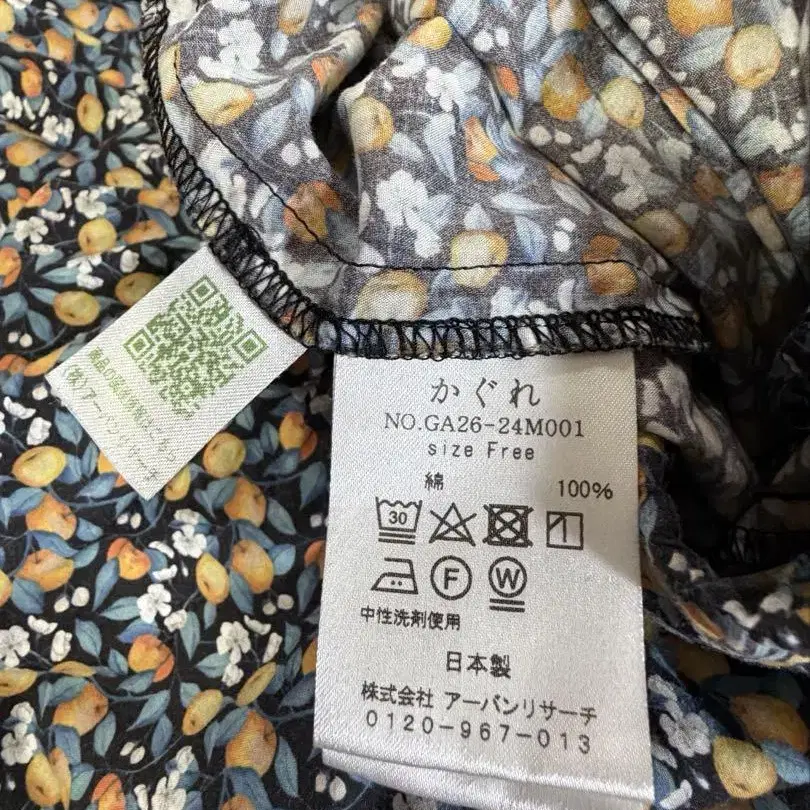 かぐれ
NO.GA26-24M001
size Free
綿 100%
30
F W
中性洗剤使用
日本製
株式会社 アーバンリサーチ
0120-967-013
(株)アーバンリサーチ